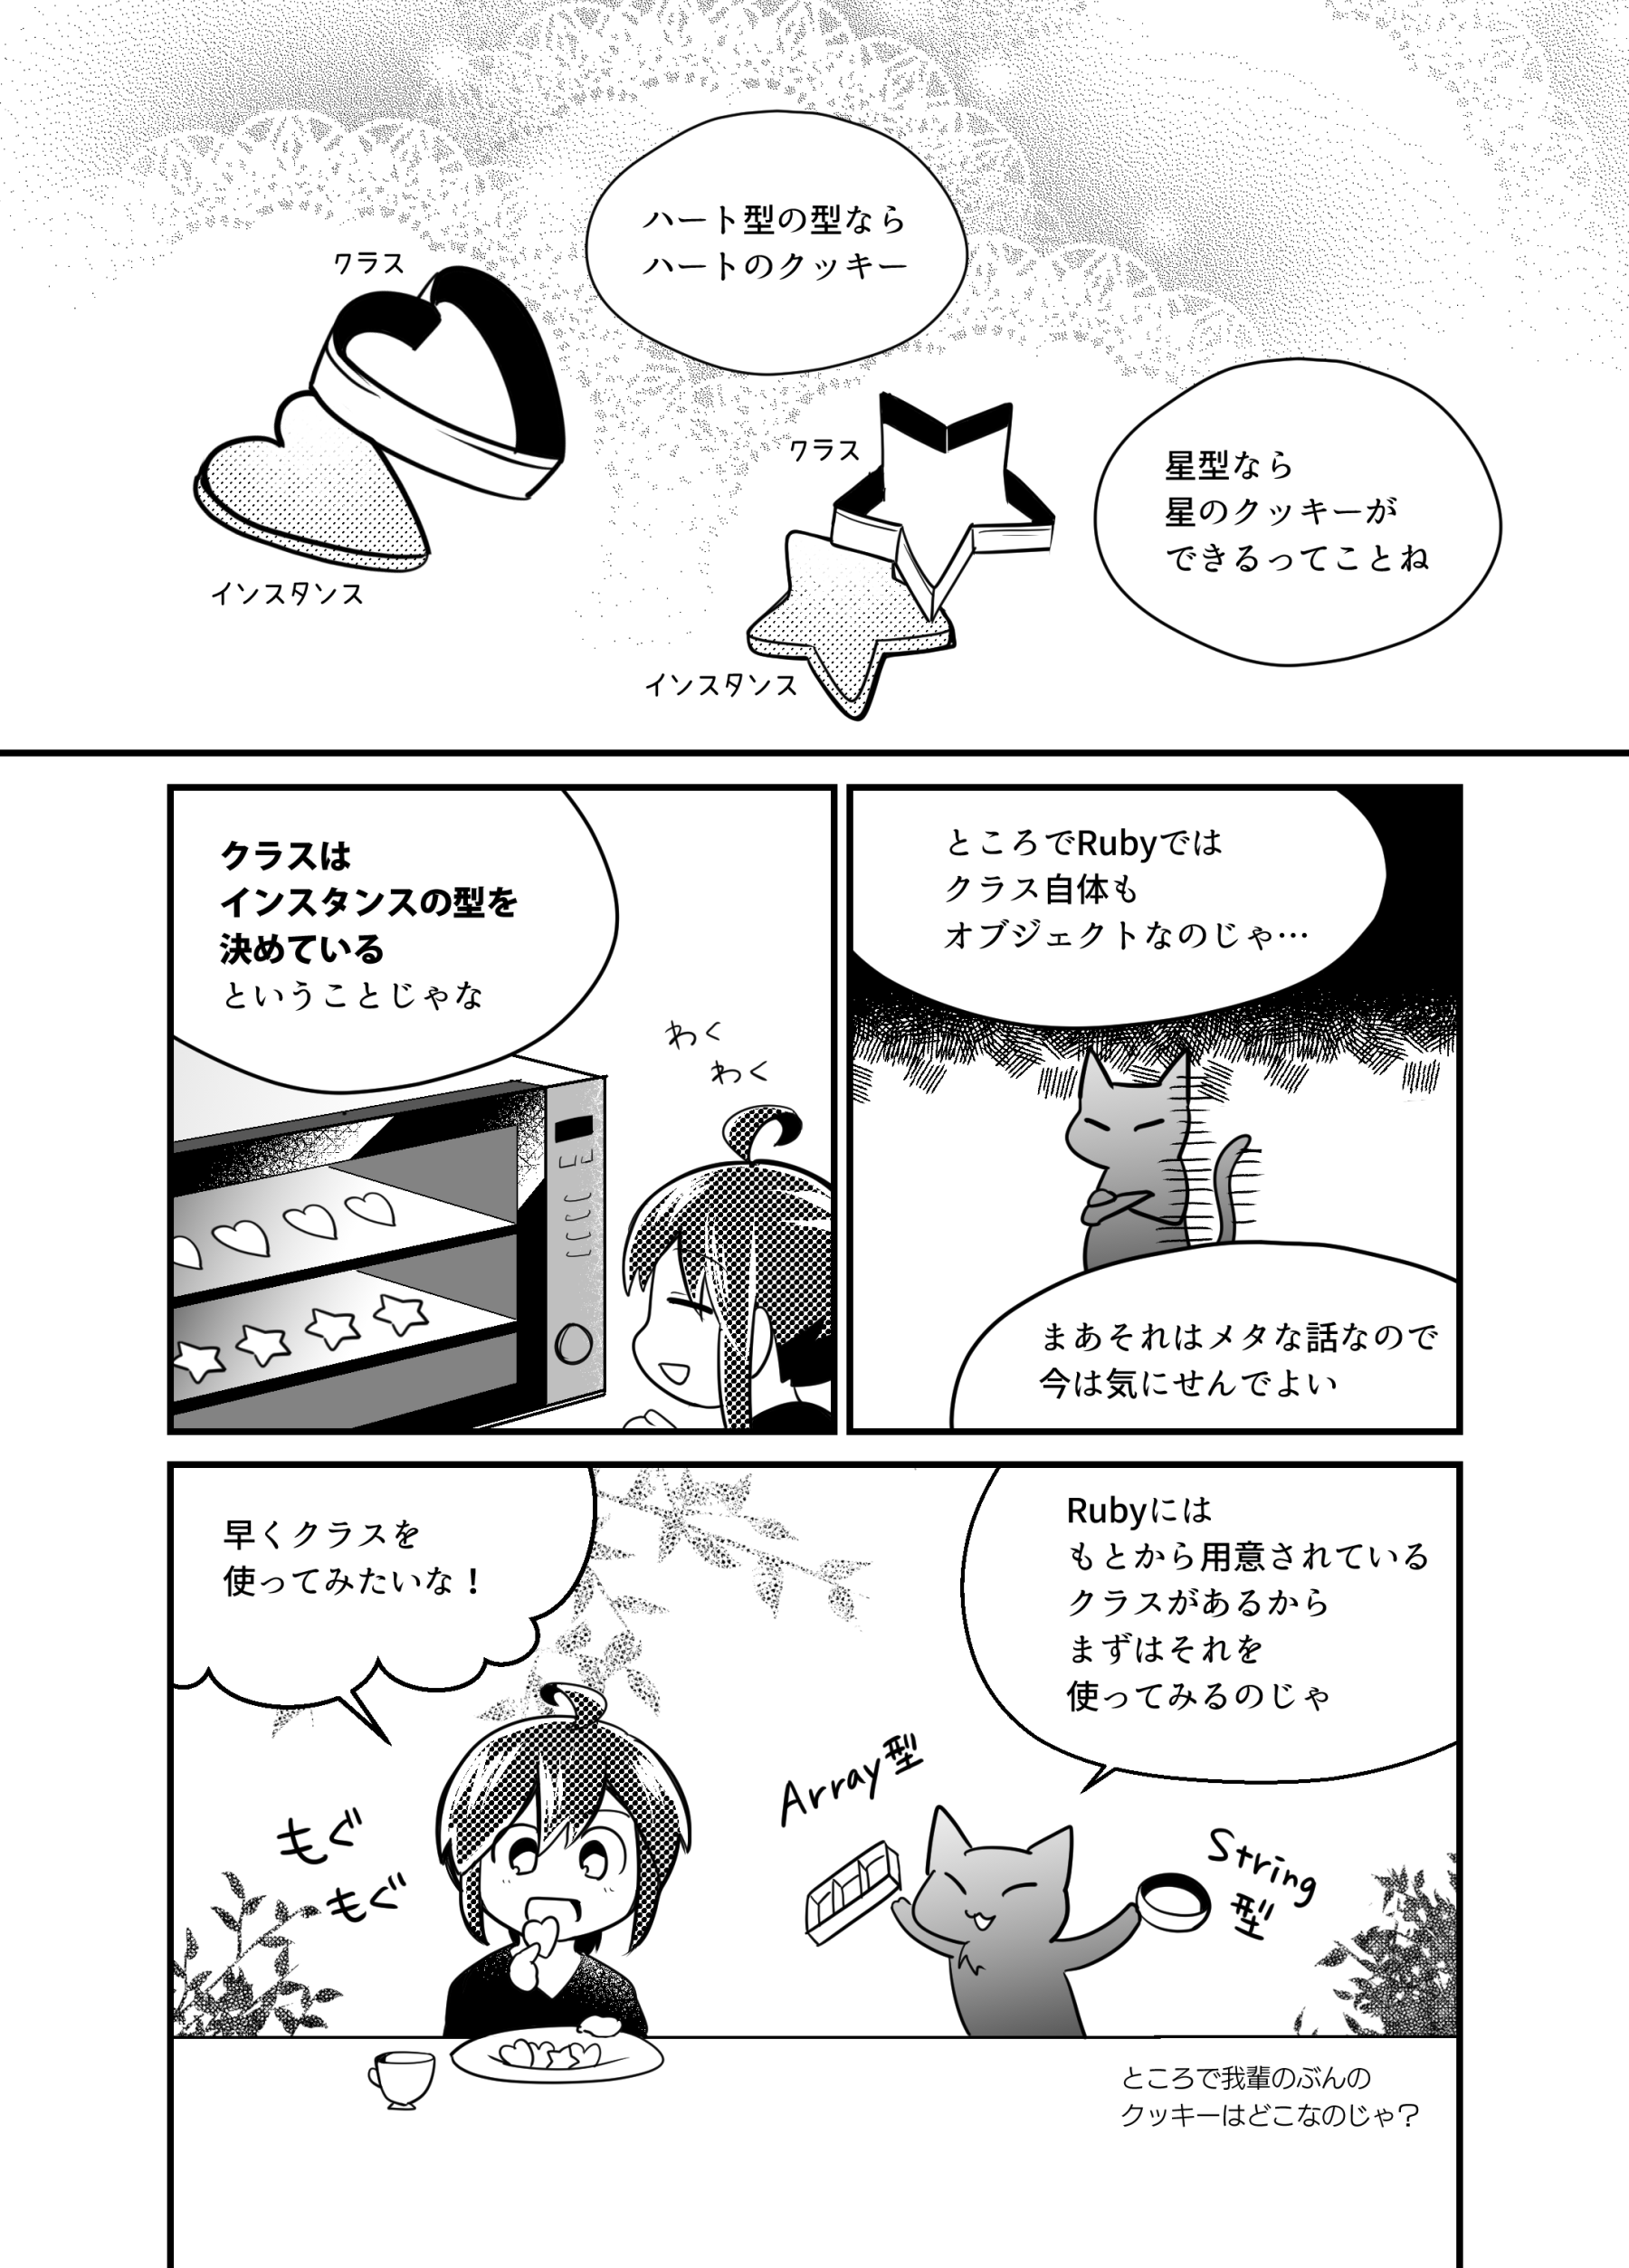 ハート型の型なら
ハートのクッキー
クラス
インスタンス
クラス
インスタンス
星型なら
星のクッキーが
できるってことね
クラスは
インスタンスの型を
決めている
ということじゃな
わく
わく
ところでRubyでは
クラス自体も
オブジェクトなのじゃ…
まあそれはメタな話なので
今は気にせんでよい
早くクラスを
使ってみたいな！
もぐ
もぐ
Rubyには
もとから用意されている
クラスがあるから
まずはそれを
使ってみるのじゃ
Array型
String
型
ところで我輩のぶんの
クッキーはどこなのじゃ？